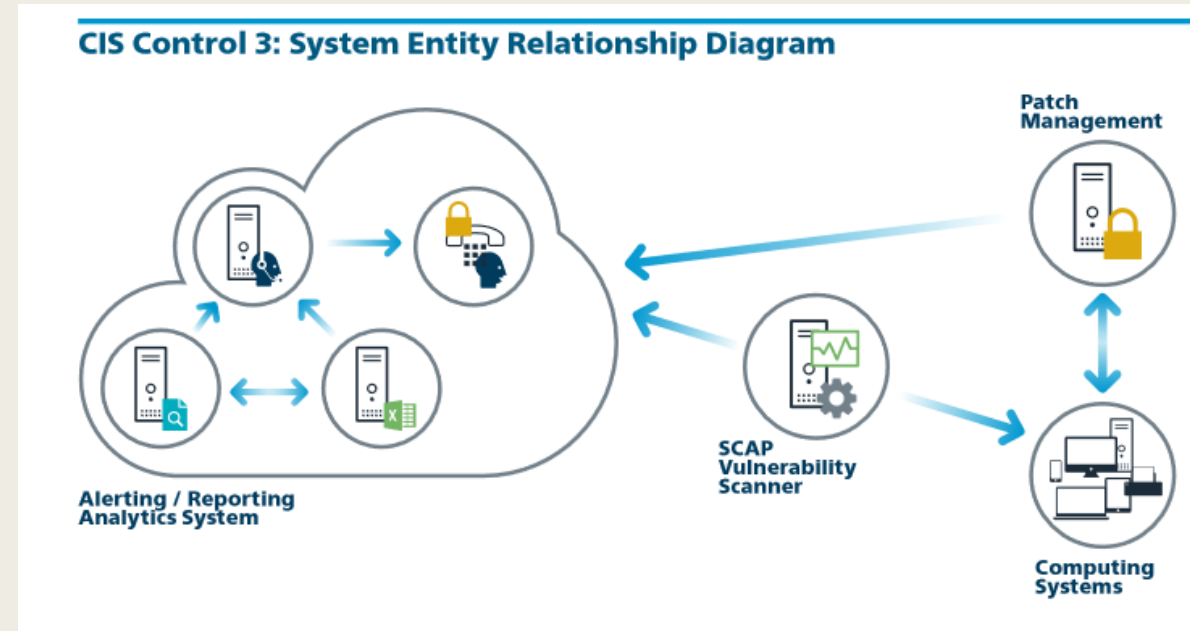 CIS Control 3: System Entity Relationship Diagram
Patch
Management
X
SCAP
Vulnerability
Scanner
Alerting / Reporting
Analytics System
Computing
Systems